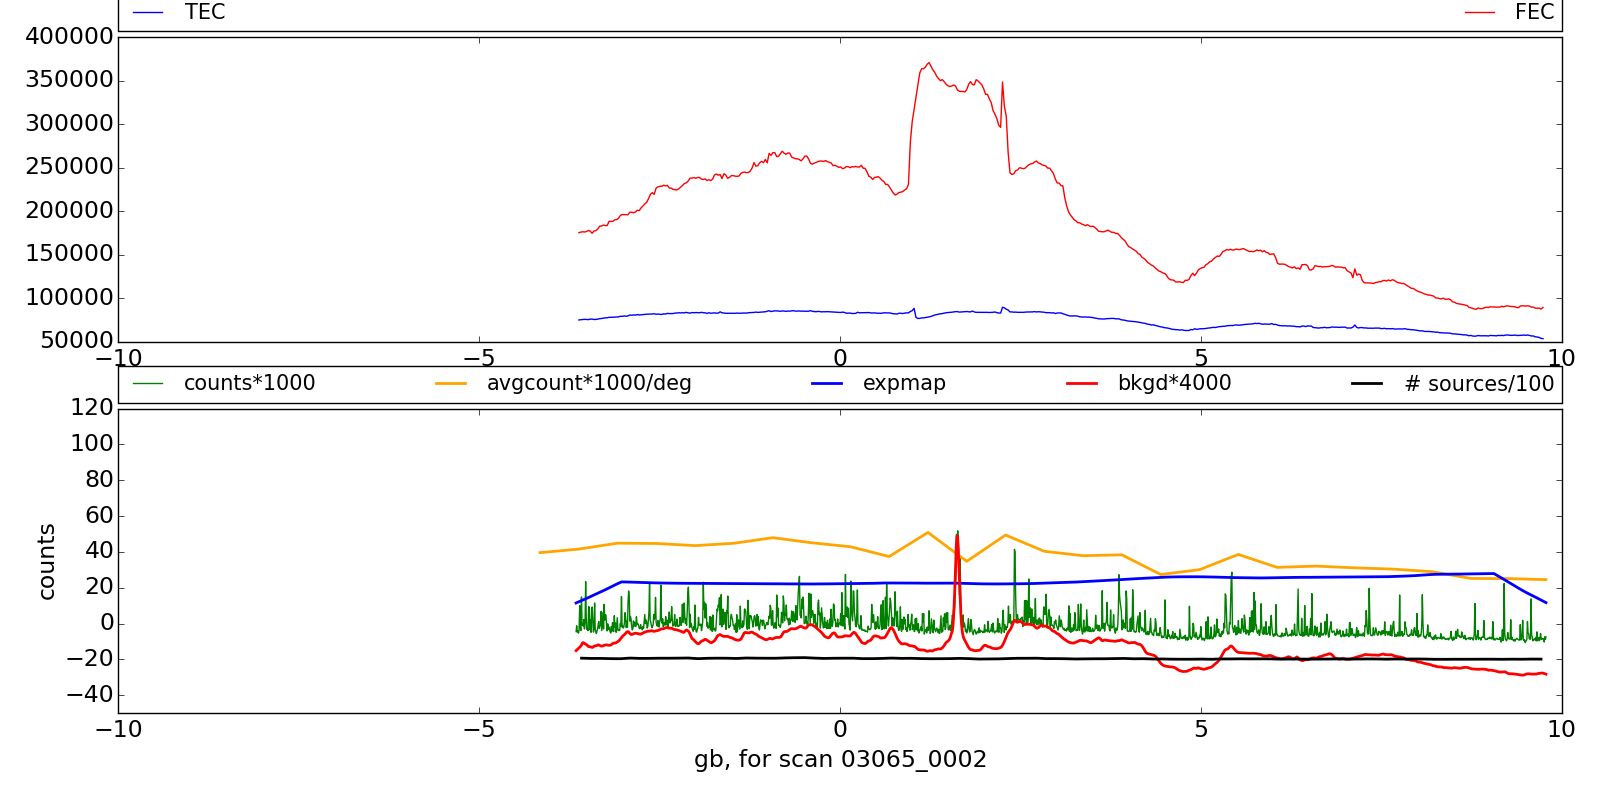 TEC FEC
400000
350000
300000
250000
200000
150000
100000
50000
−10 −5 0 5 10
counts*1000 avgcount*1000/deg expmap bkgd*4000 # sources/100
120
100
80
60
40
20
0
−20
−40
counts
−10 −5 0 5 10
gb, for scan 03065_0002